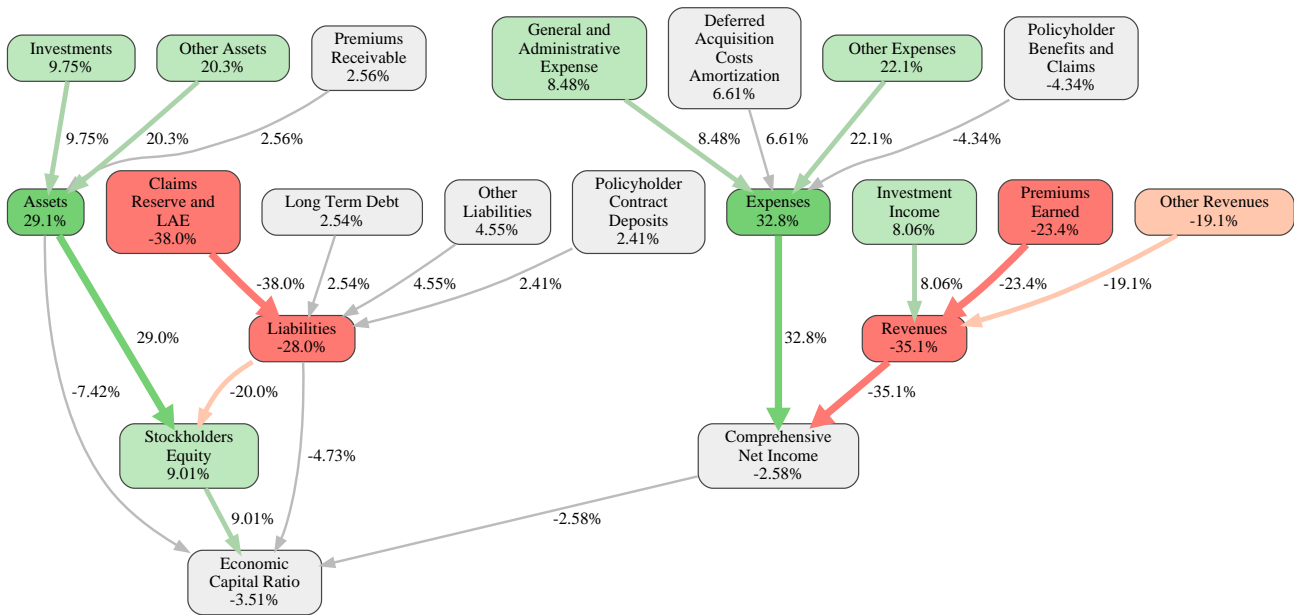 Investments
9.75%
Other Assets
20.3%
Premiums
Receivable
2.56%
General and
Administrative
Expense
8.48%
Deferred
Acquisition
Costs
Amortization
6.61%
Other Expenses
22.1%
Policyholder
Benefits and
Claims
-4.34%
9.75%
20.3%
2.56%
8.48%
6.61%
22.1%
-4.34%
Assets
29.1%
Claims
Reserve and
LAE
-38.0%
Long Term Debt
2.54%
Other
Liabilities
4.55%
Policyholder
Contract
Deposits
2.41%
Expenses
32.8%
Investment
Income
8.06%
Premiums
Earned
-23.4%
Other Revenues
-19.1%
-38.0%
2.54%
4.55%
2.41%
8.06%
-23.4%
-19.1%
29.0%
Liabilities
-28.0%
32.8%
Revenues
-35.1%
-7.42%
-20.0%
-35.1%
Stockholders
Equity
9.01%
-4.73%
Comprehensive
Net Income
-2.58%
9.01%
-2.58%
Economic
Capital Ratio
-3.51%